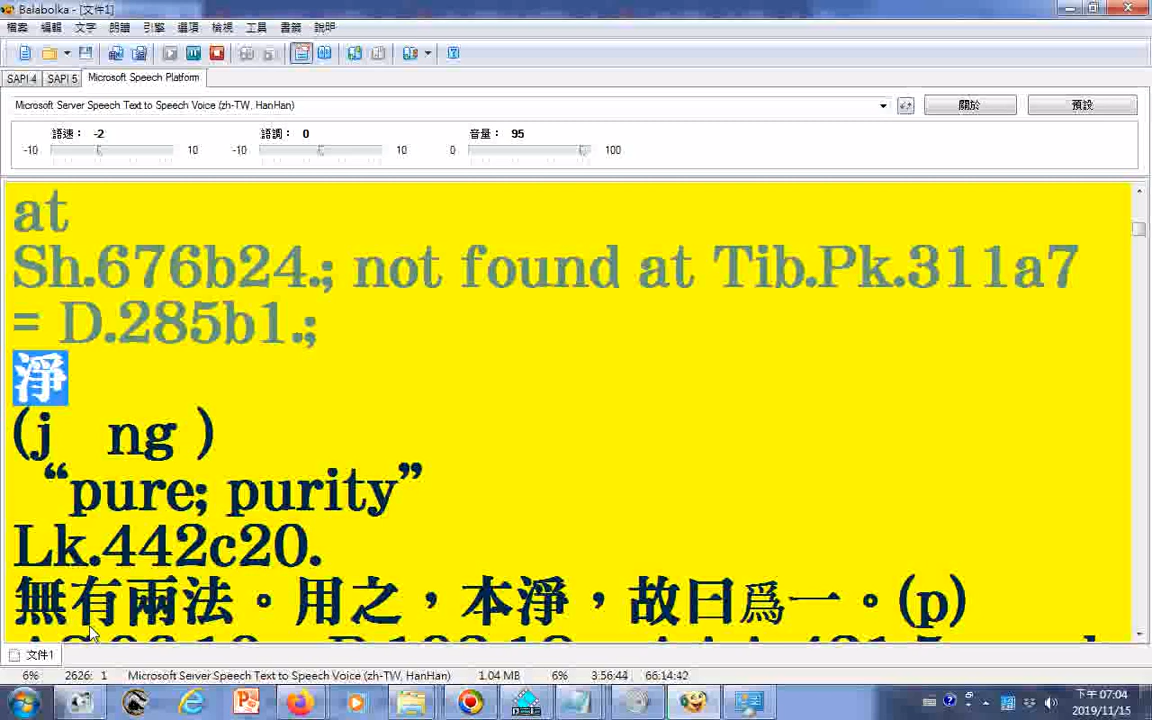 Balabolka - [文件1]
檔案 編輯 文字 朗讀 引擎 選項 檢視 工具 書籤 說明
SAPI 4 SAPI 5 Microsoft Speech Platform
Microsoft Server Speech Text to Speech Voice (zh-TW, HanHan) 關於 預設
語速： -2 語調： 0 音量： 95
-10 10 -10 10 0 100
at
Sh.676b24.; not found at Tib.Pk.311a7
= D.285b1.;
淨
(j ng )
“pure; purity”
Lk.442c20.
無有兩法。用之，本淨，故曰爲一。(p)
文件1
6% 2626: 1 Microsoft Server Speech Text to Speech Voice (zh-TW, HanHan) 1.04 MB 6% 3:56:44 66:14:42
下午 07:04
2019/11/15